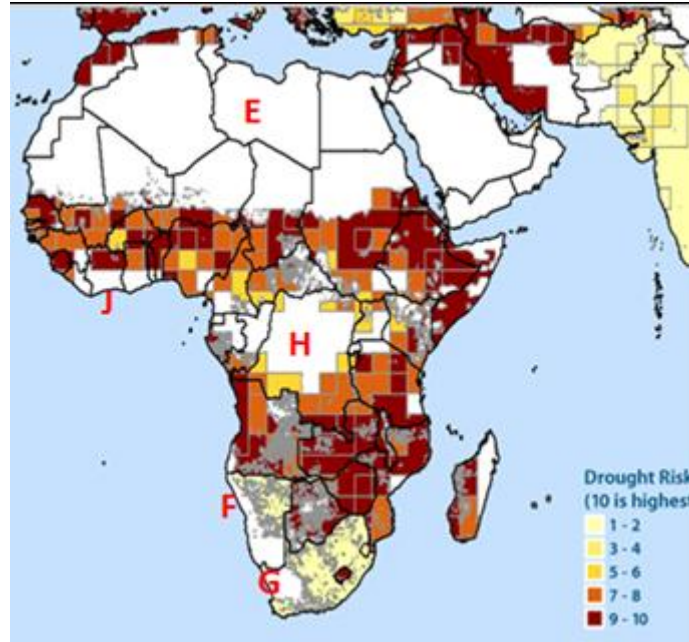 E
J
H
F
G
Drought Risk
(10 is highest
1 - 2
3 - 4
5 - 6
7 - 8
9 - 10